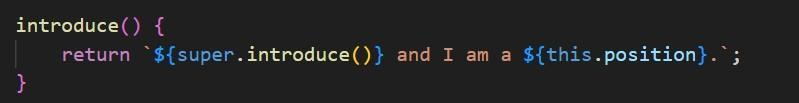 introduce() {
    return `${super.introduce()} and I am a ${this.position}.`;
}